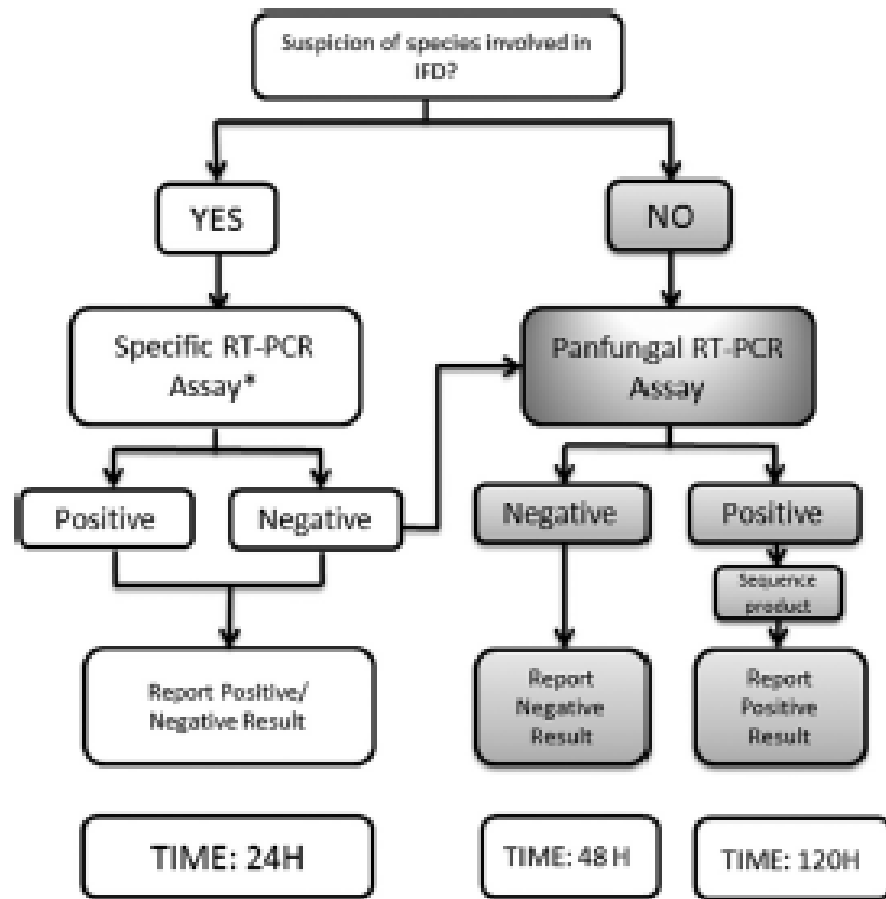 Suspicion of species involved in
IFD?
YES
NO
Specific RT-PCR
Assay*
Panfungal RT-PCR
Assay
Positive
Negative
Negative
Positive
Sequence
product
Report Positive/
Negative Result
Report
Negative
Result
Report
Positive
Result
TIME: 24H
TIME: 48 H
TIME: 120H